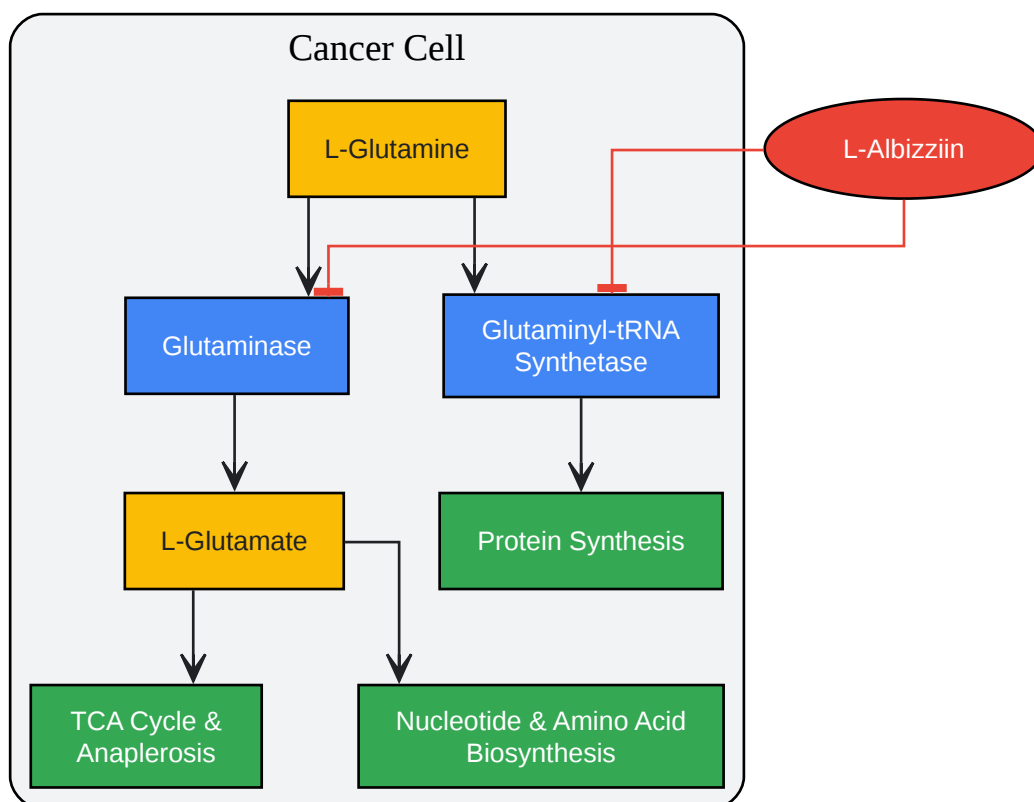 Cancer Cell
L-Glutamine
L-Albizziin
Glutaminase
Glutaminyl-tRNA
Synthetase
L-Glutamate
Protein Synthesis
TCA Cycle &
Anaplerosis
Nucleotide & Amino Acid
Biosynthesis